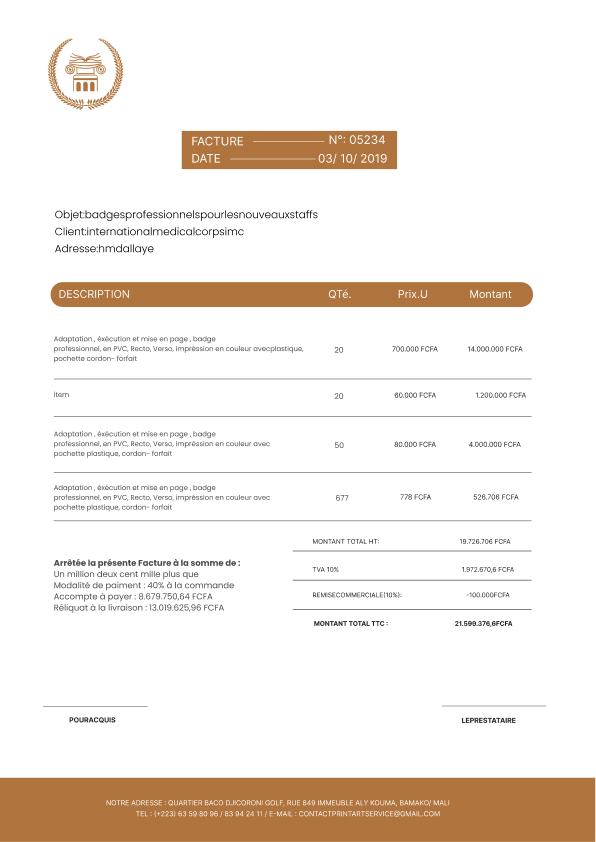 FACTURE N°: 05234
DATE 03/ 10/ 2019
Objet:badgesprofessionnelspourlesnouveauxstaffs
Client:internationalmedicalcorpsimc
Adresse:hmdallaye
DESCRIPTION QTé. Prix.U Montant
Adaptation , éxécution et mise en page , badge
professionnel, en PVC, Recto, Verso, impréssion en couleur avecplastique,
pochette cordon- forfait
20 700.000 FCFA 14.000.000 FCFA
Item 20 60.000 FCFA 1.200.000 FCFA
Adaptation , éxécution et mise en page , badge
professionnel, en PVC, Recto, Verso, impréssion en couleur avec
pochette plastique, cordon- forfait
50 80.000 FCFA 4.000.000 FCFA
Adaptation , éxécution et mise en page , badge
professionnel, en PVC, Recto, Verso, impréssion en couleur avec
pochette plastique, cordon- forfait
677 778 FCFA 526.706 FCFA
MONTANT TOTAL HT: 19.726.706 FCFA
TVA 10% 1.972.670,6 FCFA
REMISECOMMERCIALE(10%): -100.000FCFA
MONTANT TOTAL TTC : 21.599.376,6FCFA
Arrêtée la présente Facture à la somme de :
Un million deux cent mille plus que
Modalité de paiment : 40% à la commande
Accompte à payer : 8.679.750,64 FCFA
Réliquat à la livraison : 13.019.625,96 FCFA
POURACQUIS LEPRESTATAIRE
NOTRE ADRESSE : QUARTIER BACO DJICORONI GOLF, RUE 849 IMMEUBLE ALY KOUMA, BAMAKO/ MALI
TEL : (+223) 63 59 80 96 / 83 94 24 11 / E-MAIL : CONTACTPRINTARTSERVICE@GMAIL.COM